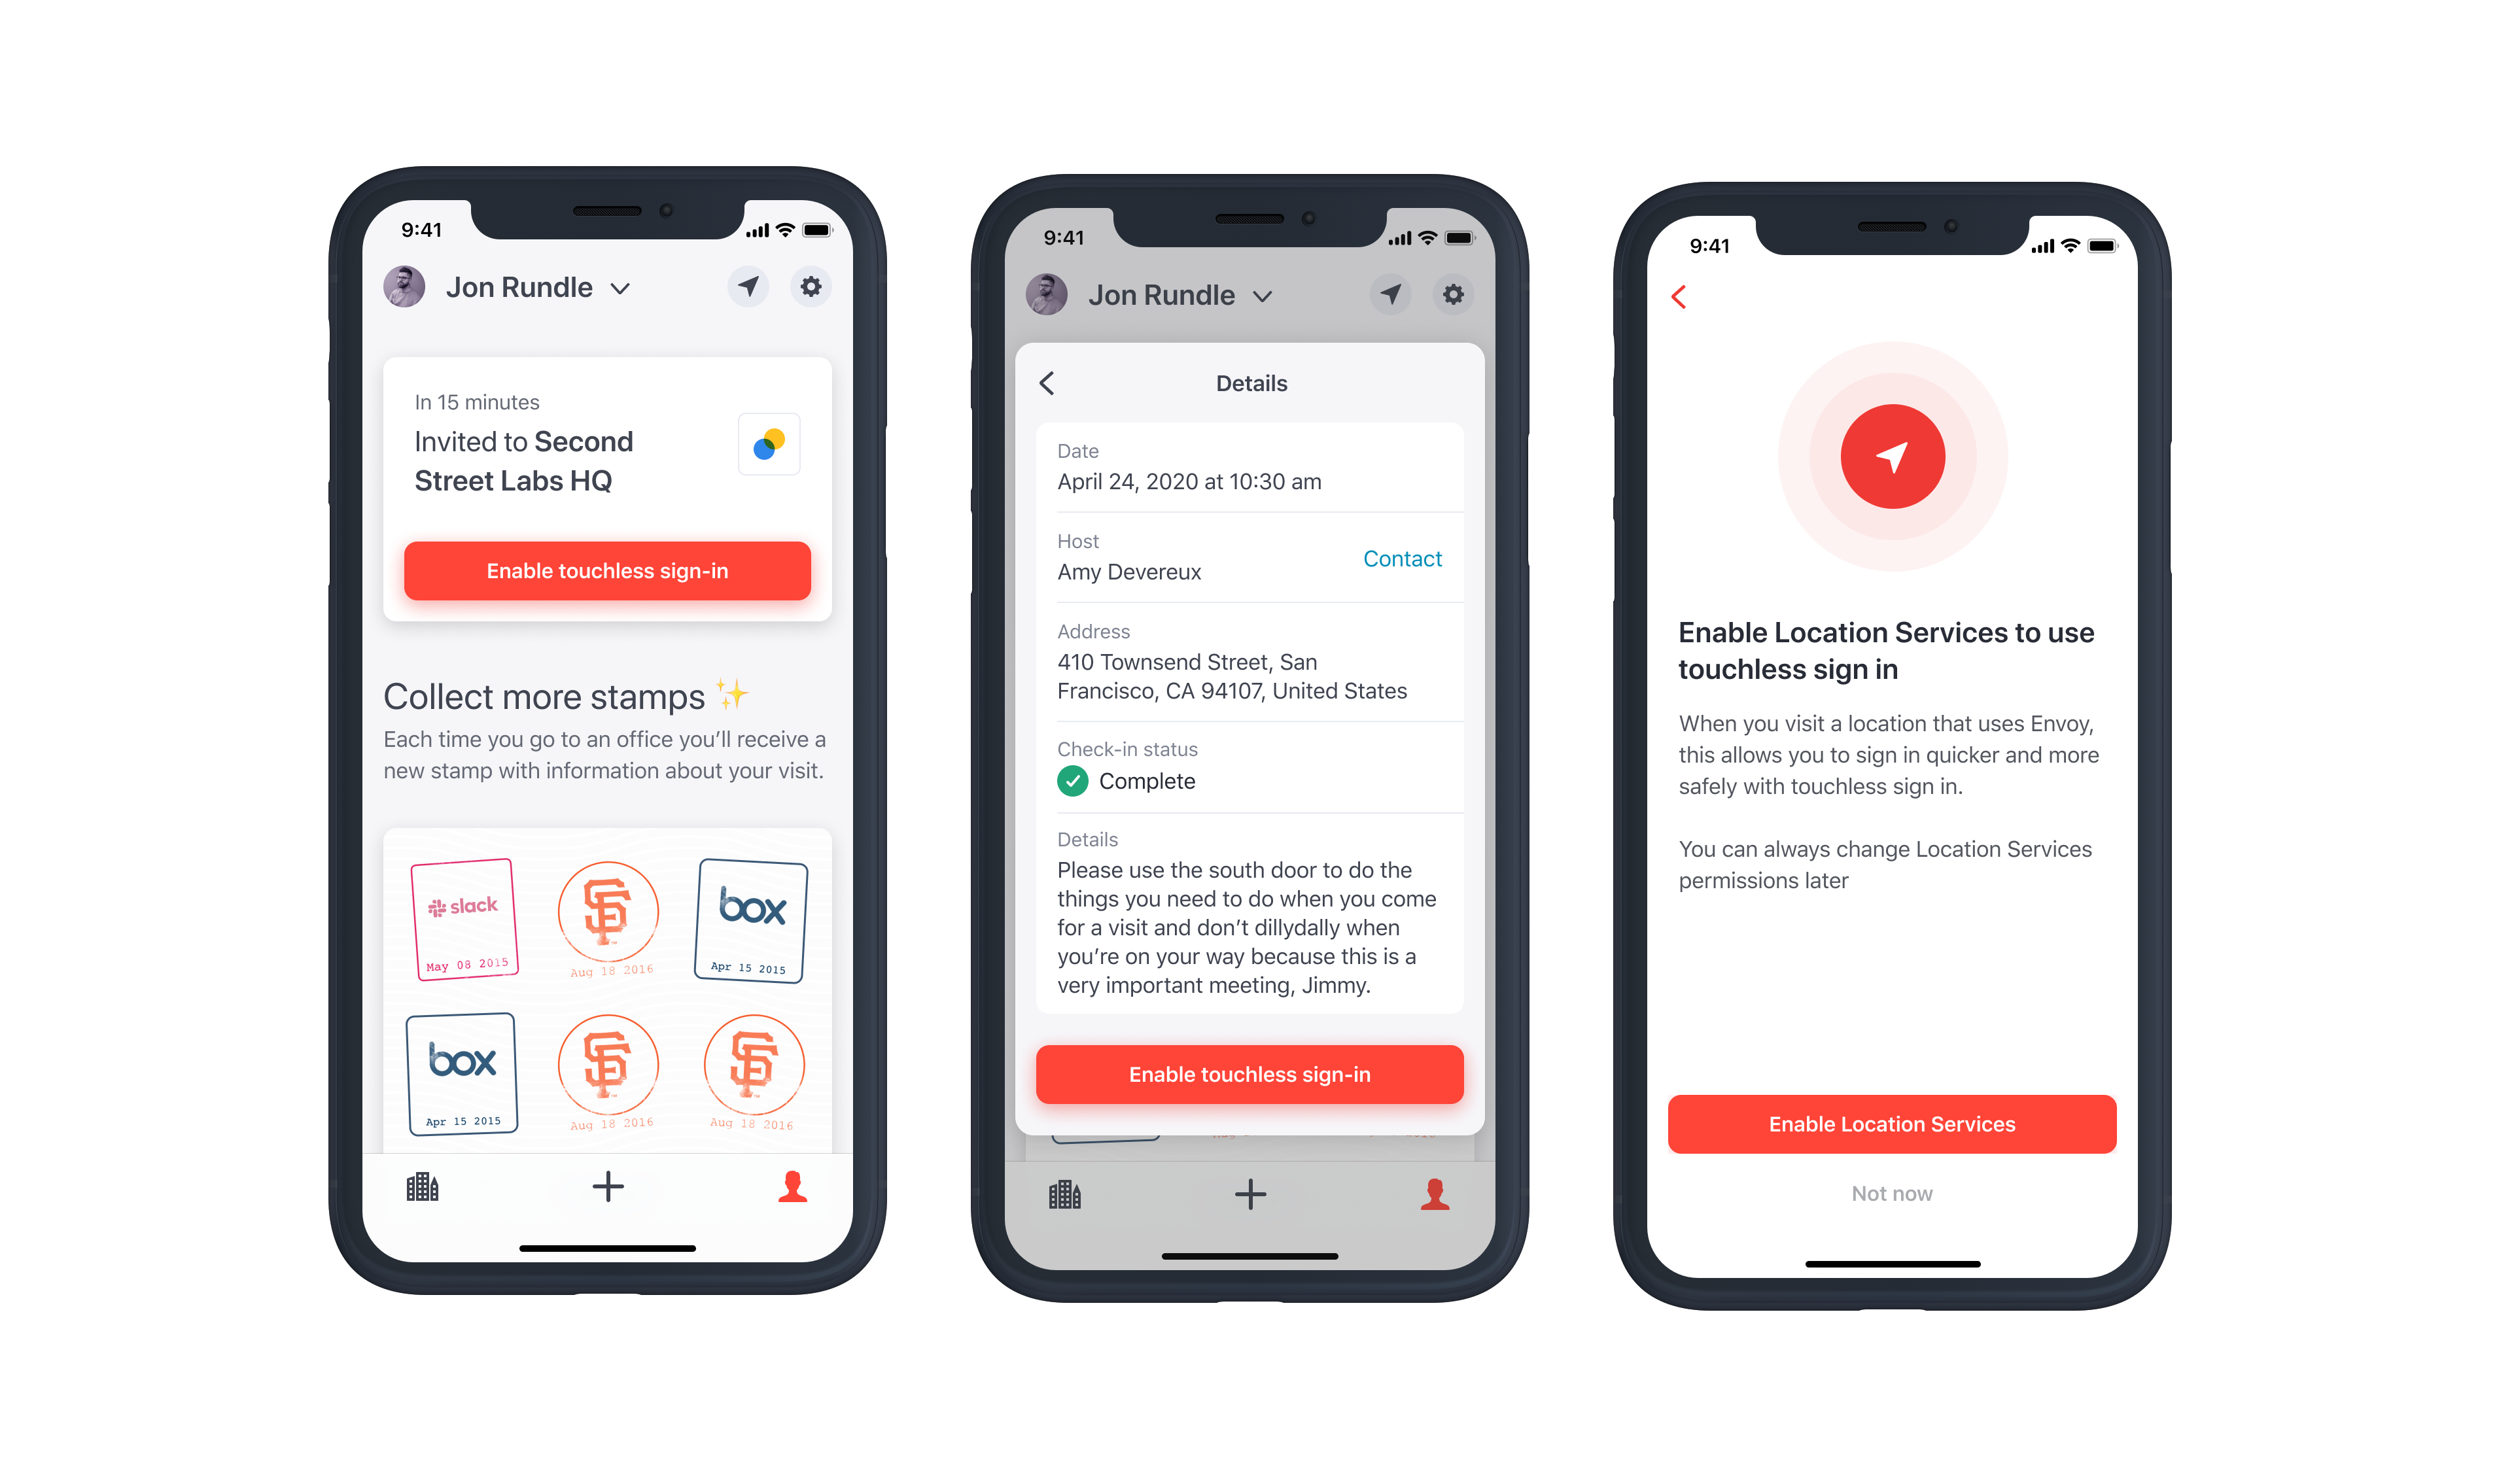 9:41
Jon Rundle
In 15 minutes
Invited to Second
Street Labs HQ
Enable touchless sign-in
Collect more stamps ✨
Each time you go to an office you’ll receive a
new stamp with information about your visit.
slack
May 08 2015
SF
Aug 18 2016
box
Apr 15 2015
box
Apr 15 2015
SF
Aug 18 2016
SF
Aug 18 2016
9:41
Jon Rundle
Details
Date
April 24, 2020 at 10:30 am
Host
Amy Devereux
Contact
Address
410 Townsend Street, San
Francisco, CA 94107, United States
Check-in status
Complete
Details
Please use the south door to do the
things you need to do when you come
for a visit and don’t dillydally when
you’re on your way because this is a
very important meeting, Jimmy.
Enable touchless sign-in
9:41
Enable Location Services to use
touchless sign in
When you visit a location that uses Envoy,
this allows you to sign in quicker and more
safely with touchless sign in.
You can always change Location Services
permissions later
Enable Location Services
Not now